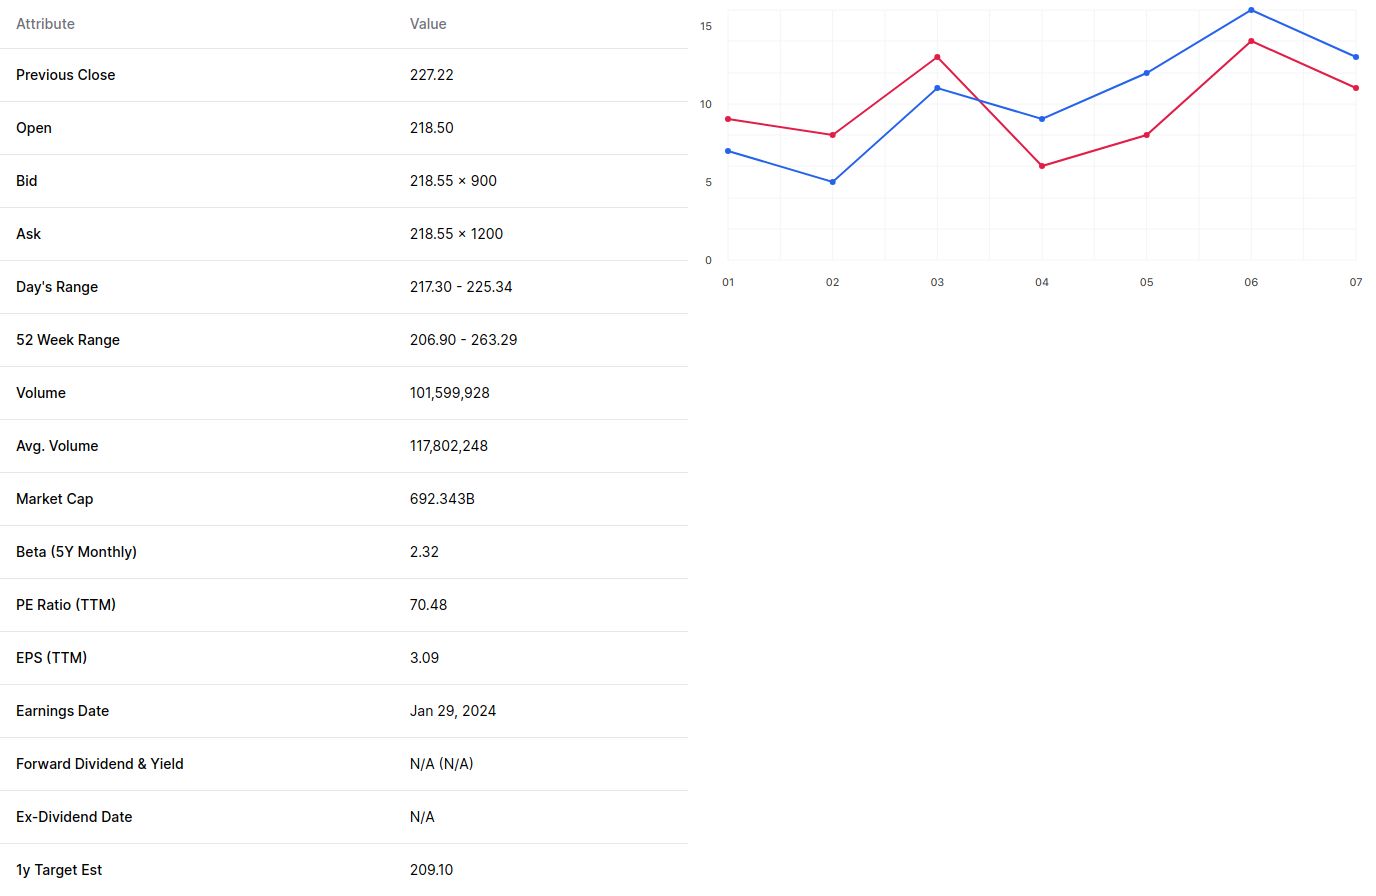 Attribute Value
Previous Close 227.22
Open 218.50
Bid 218.55 × 900
Ask 218.55 × 1200
Day's Range 217.30 - 225.34
52 Week Range 206.90 - 263.29
Volume 101,599,928
Avg. Volume 117,802,248
Market Cap 692.343B
Beta (5Y Monthly) 2.32
PE Ratio (TTM) 70.48
EPS (TTM) 3.09
Earnings Date Jan 29, 2024
Forward Dividend & Yield N/A (N/A)
Ex-Dividend Date N/A
1y Target Est 209.10
15
10
5
0
01 02 03 04 05 06 07